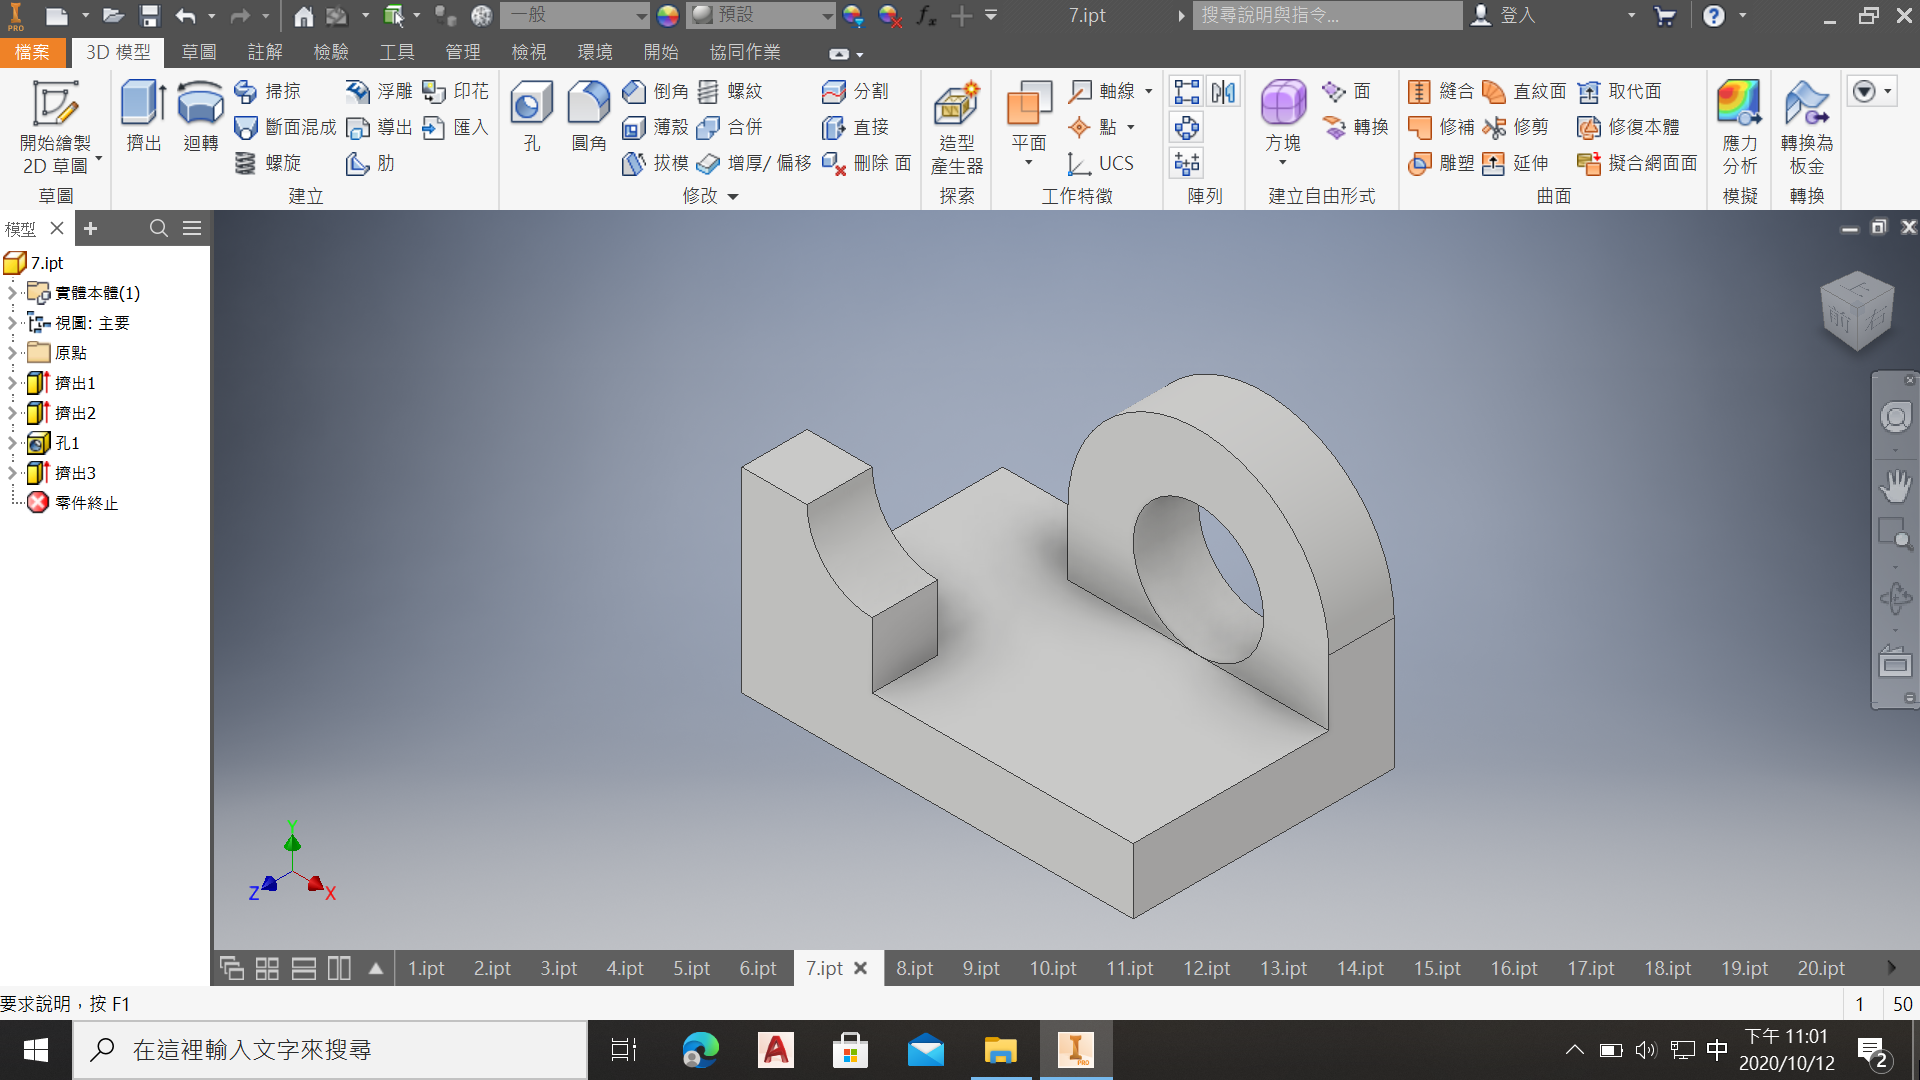 PRO
一般
預設
fx
7.ipt
搜尋說明與指令...
登入
檔案
3D 模型
草圖
註解
檢驗
工具
管理
檢視
環境
開始
協同作業
開始繪製
2D 草圖
擠出
迴轉
掃掠
斷面混成
螺旋
浮雕
導出
肋
印花
匯入
孔
圓角
倒角
薄殼
拔模
螺紋
合併
增厚/ 偏移
分割
直接
刪除 面
造型
產生器
平面
軸線
點
UCS
方塊
面
轉換
縫合
修補
雕塑
直紋面
修剪
延伸
取代面
修復本體
擬合網面面
應力
分析
轉換為
板金
草圖
建立
修改
探索
工作特徵
陣列
建立自由形式
曲面
模擬
轉換
模型
7.ipt
實體本體(1)
視圖: 主要
原點
擠出1
擠出2
孔1
擠出3
零件終止
上
前
右
Y
Z
X
1.ipt
2.ipt
3.ipt
4.ipt
5.ipt
6.ipt
7.ipt
8.ipt
9.ipt
10.ipt
11.ipt
12.ipt
13.ipt
14.ipt
15.ipt
16.ipt
17.ipt
18.ipt
19.ipt
20.ipt
要求說明，按 F1
1
50
在這裡輸入文字來搜尋
中
下午 11:01
2020/10/12
2